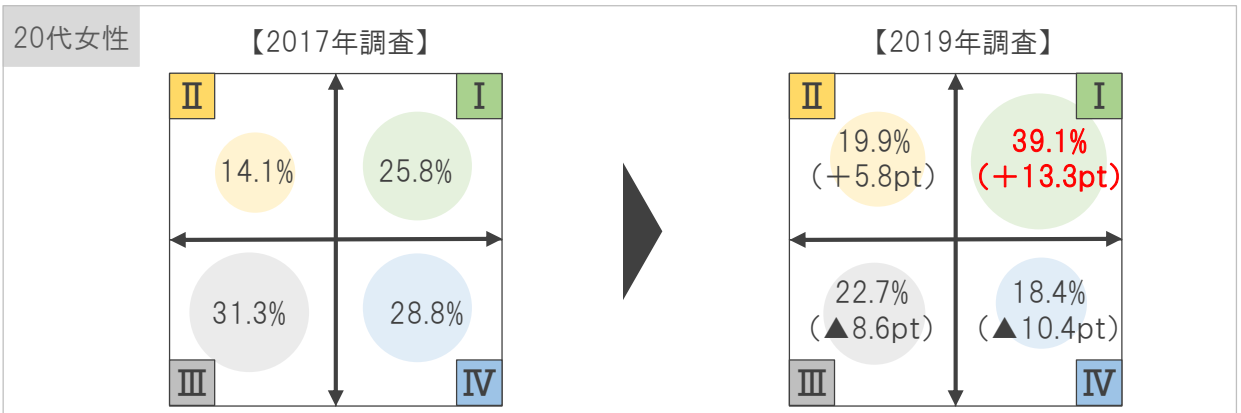 20代女性
【2017年調査】
Ⅱ
Ⅰ
14.1%
25.8%
31.3%
28.8%
Ⅲ
Ⅳ
【2019年調査】
Ⅱ
Ⅰ
19.9%
(＋5.8pt)
39.1%
(＋13.3pt)
22.7%
(▲8.6pt)
18.4%
(▲10.4pt)
Ⅲ
Ⅳ